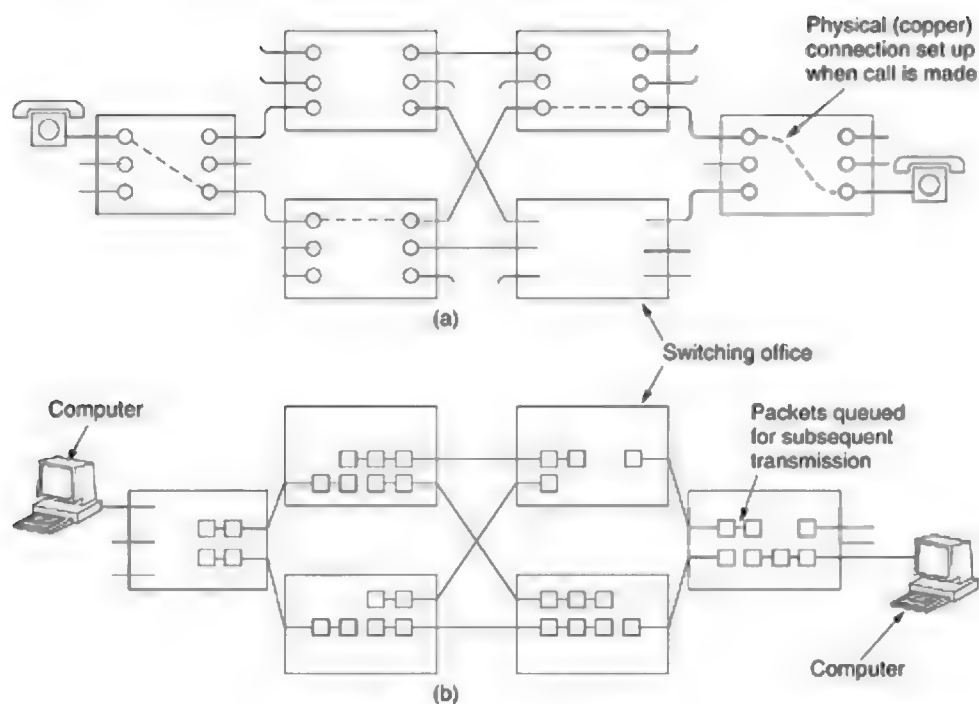 Physical (copper)
connection set up
when call is made
(a)
Switching office
Computer
Packets queued
for subsequent
transmission
Computer
(b)